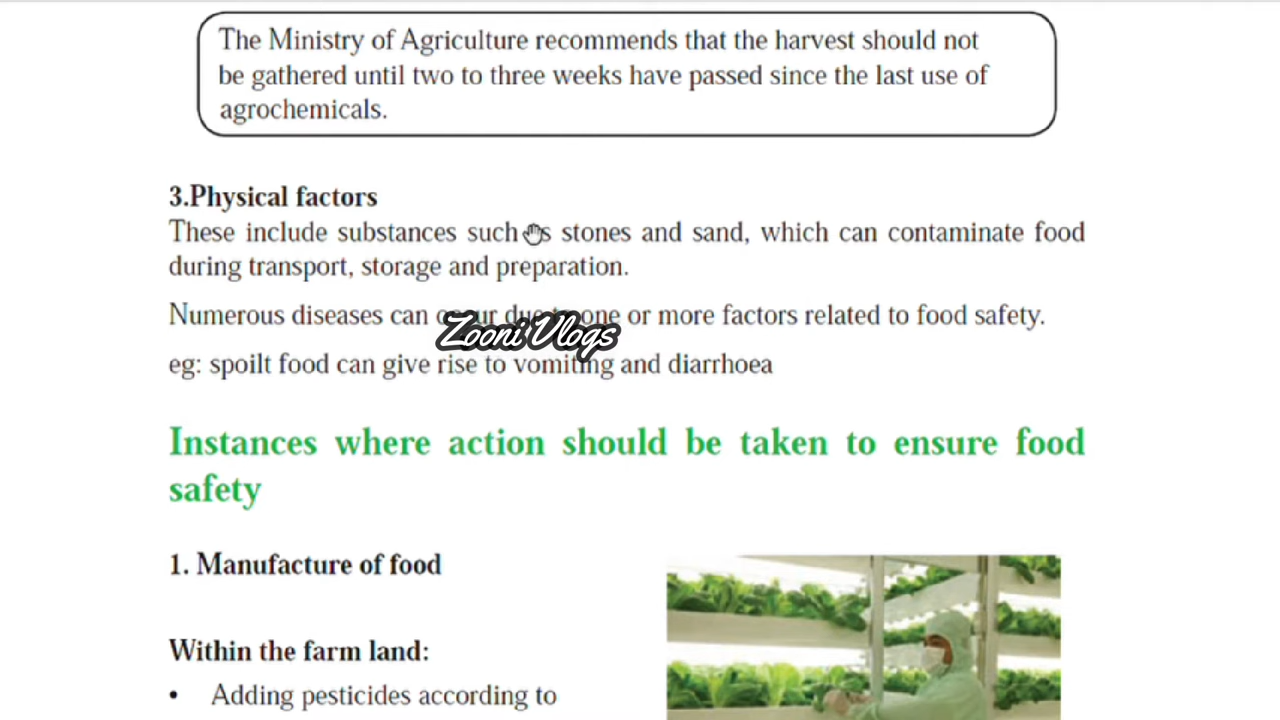 The Ministry of Agriculture recommends that the harvest should not
be gathered until two to three weeks have passed since the last use of
agrochemicals.
3.Physical factors
These include substances such as stones and sand, which can contaminate food
during transport, storage and preparation.
Numerous diseases can occur due to one or more factors related to food safety.
Zooni Vlogs
eg: spoilt food can give rise to vomiting and diarrhoea
Instances where action should be taken to ensure food
safety
1. Manufacture of food
Within the farm land:
• Adding pesticides according to